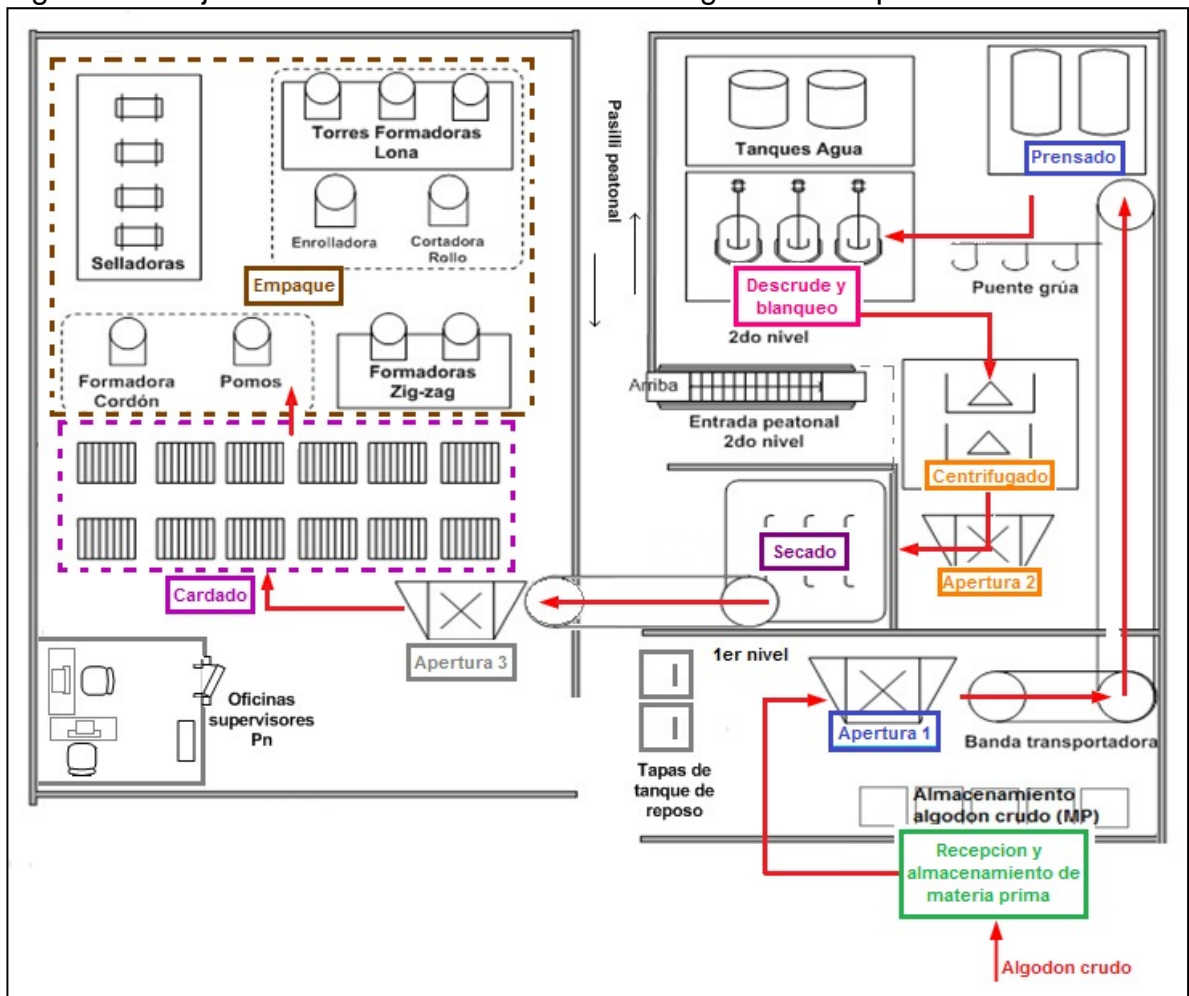 Torres Formadoras
Lona
Enrolladora
Cortadora
Rollo
Selladoras
Empaque
Formadora
Cordón
Pomos
Formadoras
Zig-zag
Cardado
Apertura 3
Oficinas
supervisores
Pn
Pasilli peatonal
Tanques Agua
Prensado
Descrude y
blanqueo
2do nivel
Puente grúa
Arriba
Entrada peatonal
2do nivel
Centrifugado
Secado
Apertura 2
1er nivel
Apertura 1
Banda transportadora
Tapas de
tanque de
reposo
Almacenamiento
algodon crudo (MP)
Recepcion y
almacenamiento de
materia prima
Algodon crudo